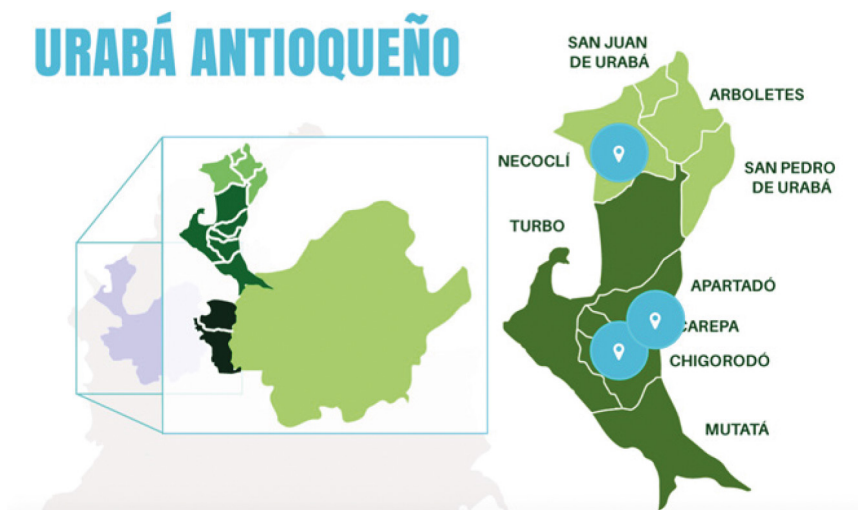 URABÁ ANTIOQUEÑO
SAN JUAN
DE URABÁ
ARBOLETES
NECOCLÍ
SAN PEDRO
DE URABÁ
TURBO
APARTADÓ
CAREPA
CHIGORODÓ
MUTATÁ